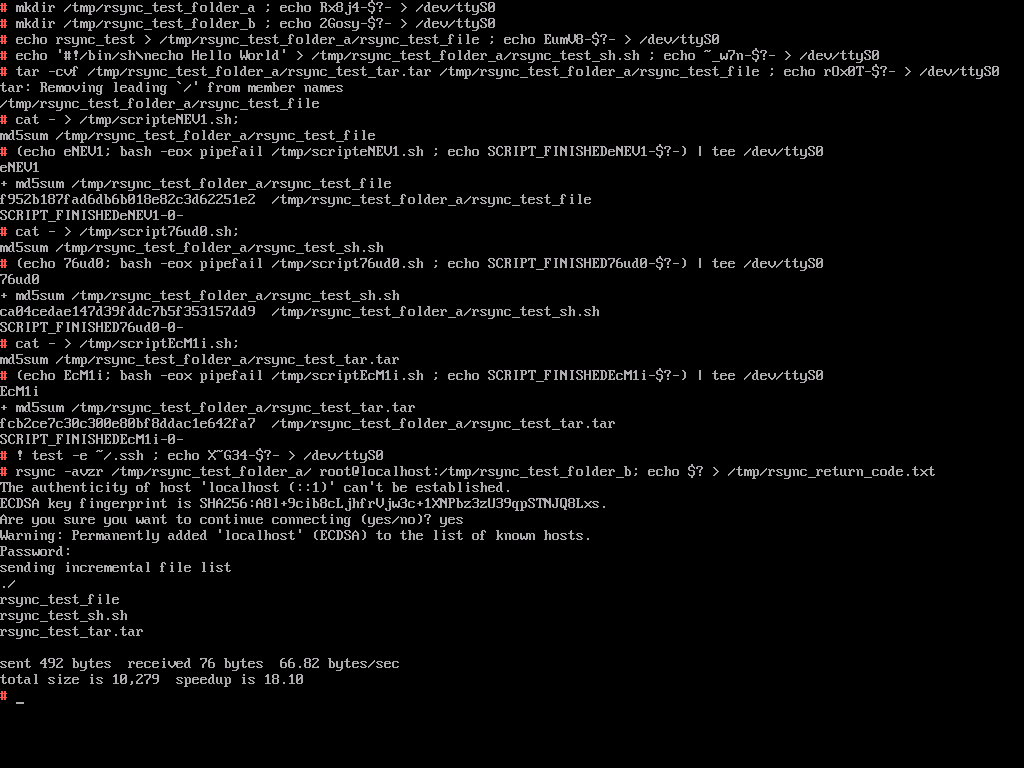 # mkdir /tmp/rsync_test_folder_a ; echo Rx8j4-$?- > /dev/ttyS0
# mkdir /tmp/rsync_test_folder_b ; echo 2Gosy-$?- > /dev/ttyS0
# echo rsync_test > /tmp/rsync_test_folder_a/rsync_test_file ; echo EumV8-$?- > /dev/ttyS0
# echo '#!/bin/sh\necho Hello World' > /tmp/rsync_test_folder_a/rsync_test_sh.sh ; echo ~_w7n-$?- > /dev/ttyS0
# tar -cvf /tmp/rsync_test_folder_a/rsync_test_tar.tar /tmp/rsync_test_folder_a/rsync_test_file ; echo rOx0T-$?- > /dev/ttyS0
tar: Removing leading `/' from member names
/tmp/rsync_test_folder_a/rsync_test_file
# cat - > /tmp/scripteNEV1.sh;
md5sum /tmp/rsync_test_folder_a/rsync_test_file
# (echo eNEV1; bash -eox pipefail /tmp/scripteNEV1.sh ; echo SCRIPT_FINISHEDeNEV1-$?-) | tee /dev/ttyS0
eNEV1
+ md5sum /tmp/rsync_test_folder_a/rsync_test_file
f952b187fad6db6b018e82c3d62251e2  /tmp/rsync_test_folder_a/rsync_test_file
SCRIPT_FINISHEDeNEV1-0-
# cat - > /tmp/script76ud0.sh;
md5sum /tmp/rsync_test_folder_a/rsync_test_sh.sh
# (echo 76ud0; bash -eox pipefail /tmp/script76ud0.sh ; echo SCRIPT_FINISHED76ud0-$?-) | tee /dev/ttyS0
76ud0
+ md5sum /tmp/rsync_test_folder_a/rsync_test_sh.sh
ca04cedae147d39fddc7b5f353157dd9  /tmp/rsync_test_folder_a/rsync_test_sh.sh
SCRIPT_FINISHED76ud0-0-
# cat - > /tmp/scriptEcM1i.sh;
md5sum /tmp/rsync_test_folder_a/rsync_test_tar.tar
# (echo EcM1i; bash -eox pipefail /tmp/scriptEcM1i.sh ; echo SCRIPT_FINISHEDEcM1i-$?-) | tee /dev/ttyS0
EcM1i
+ md5sum /tmp/rsync_test_folder_a/rsync_test_tar.tar
fcb2ce7c30c300e80bf8ddac1e642fa7  /tmp/rsync_test_folder_a/rsync_test_tar.tar
SCRIPT_FINISHEDEcM1i-0-
# ! test -e ~/.ssh ; echo X~G34-$?- > /dev/ttyS0
# rsync -avzr /tmp/rsync_test_folder_a/ root@localhost:/tmp/rsync_test_folder_b; echo $? > /tmp/rsync_return_code.txt
The authenticity of host 'localhost (::1)' can't be established.
ECDSA key fingerprint is SHA256:A8l+9cib8cLjhfrVjw3c+1XNPbz3zU39qpSTNJQ8Lxs.
Are you sure you want to continue connecting (yes/no)? yes
Warning: Permanently added 'localhost' (ECDSA) to the list of known hosts.
Password:
sending incremental file list
./
rsync_test_file
rsync_test_sh.sh
rsync_test_tar.tar

sent 492 bytes  received 76 bytes  66.82 bytes/sec
total size is 10,279  speedup is 18.10
# _